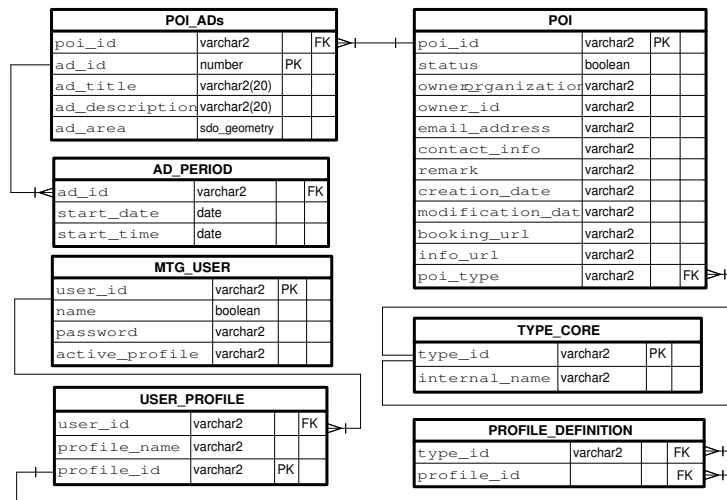 POI_ADs
poi_id varchar2 FK
ad_id number PK
ad_title varchar2(20)
ad_description varchar2(20)
ad_area sdo_geometry
AD_PERIOD
ad_id varchar2 FK
start_date date
start_time date
MTG_USER
user_id varchar2 PK
name boolean
password varchar2
active_profile varchar2
USER_PROFILE
user_id varchar2 FK
profile_name varchar2
profile_id varchar2 PK
POI
poi_id varchar2 PK
status boolean
owner_organization varchar2
owner_id varchar2
email_address varchar2
contact_info varchar2
remark varchar2
creation_date varchar2
modification_dat varchar2
booking_url varchar2
info_url varchar2
poi_type varchar2 FK
TYPE_CORE
type_id varchar2 PK
internal_name varchar2
PROFILE_DEFINITION
type_id varchar2 FK
profile_id FK